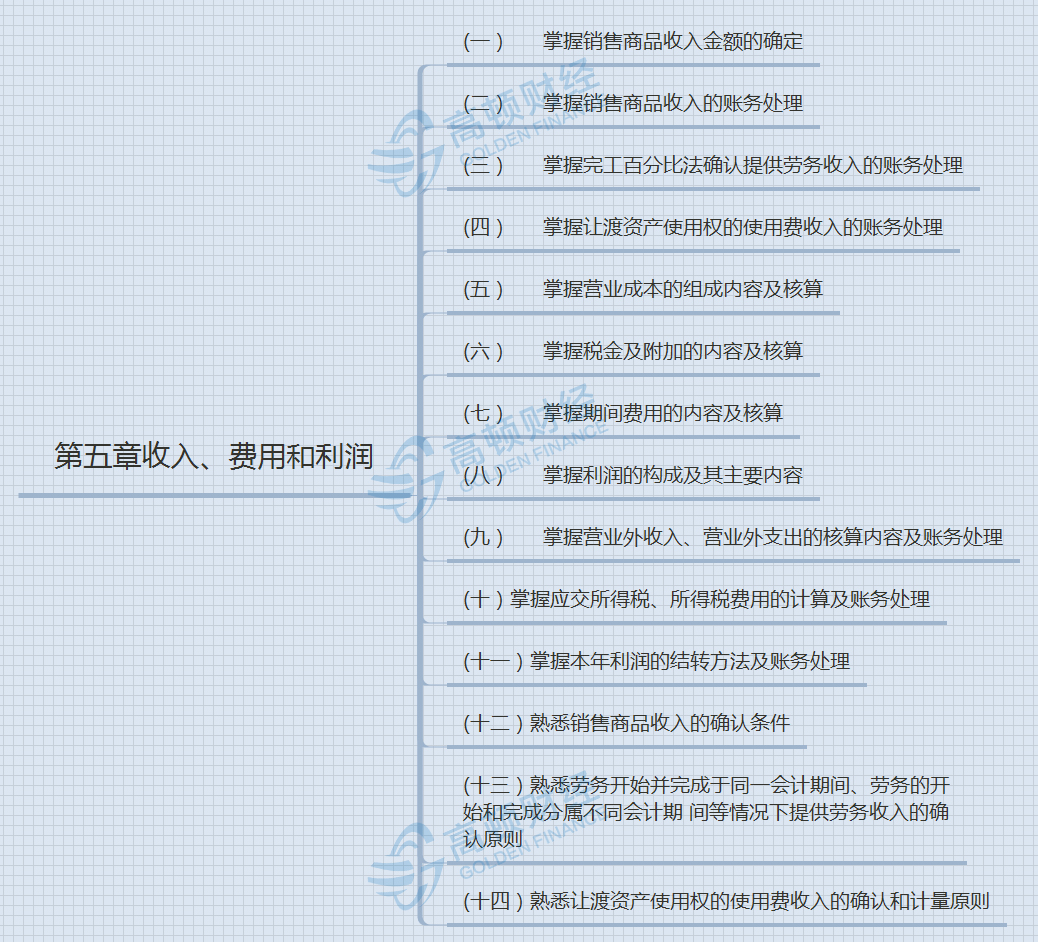 (一） 掌握销售商品收入金额的确定
(二） 掌握销售商品收入的账务处理
(三） 掌握完工百分比法确认提供劳务收入的账务处理
(四） 掌握让渡资产使用权的使用费收入的账务处理
(五） 掌握营业成本的组成内容及核算
(六） 掌握税金及附加的内容及核算
(七） 掌握期间费用的内容及核算
第五章收入、费用和利润
(八） 掌握利润的构成及其主要内容
(九） 掌握营业外收入、营业外支出的核算内容及账务处理
(十）掌握应交所得税、所得税费用的计算及账务处理
(十一）掌握本年利润的结转方法及账务处理
(十二）熟悉销售商品收入的确认条件
(十三）熟悉劳务开始并完成于同一会计期间、劳务的开
始和完成分属不同会计期 间等情况下提供劳务收入的确
认原则
(十四）熟悉让渡资产使用权的使用费收入的确认和计量原则
高顿财经
GOLDEN FINANCE
高顿财经
GOLDEN FINANCE
高顿财经
GOLDEN FINANCE